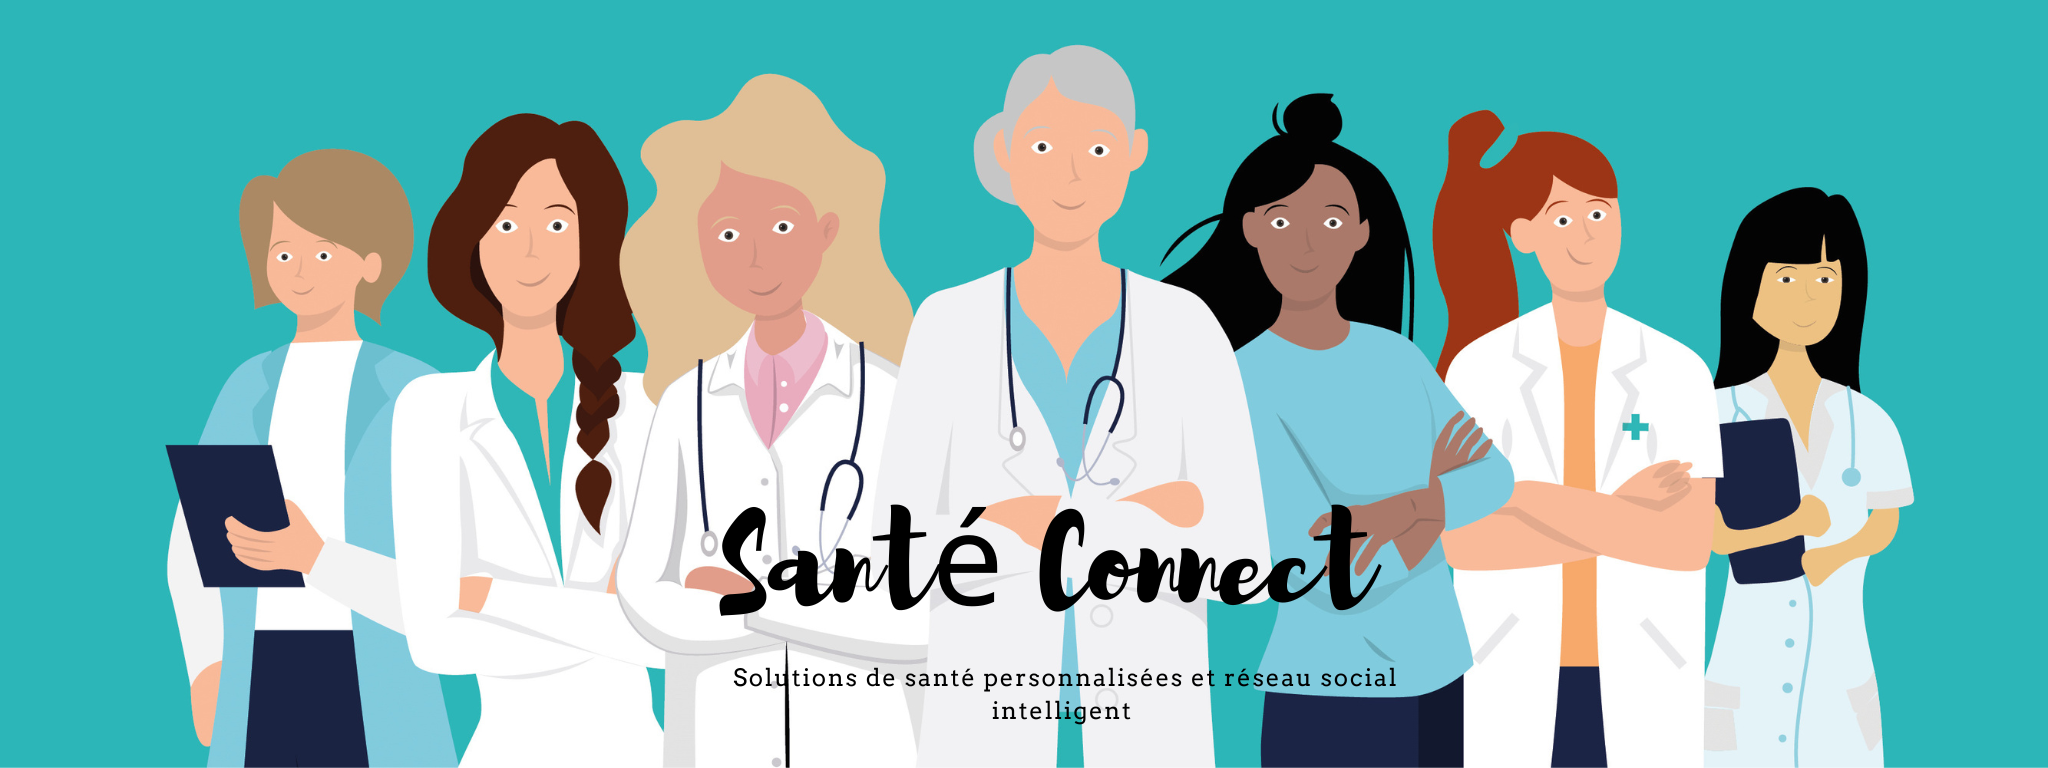 Santé Connect
Solutions de santé personnalisées et réseau social
intelligent